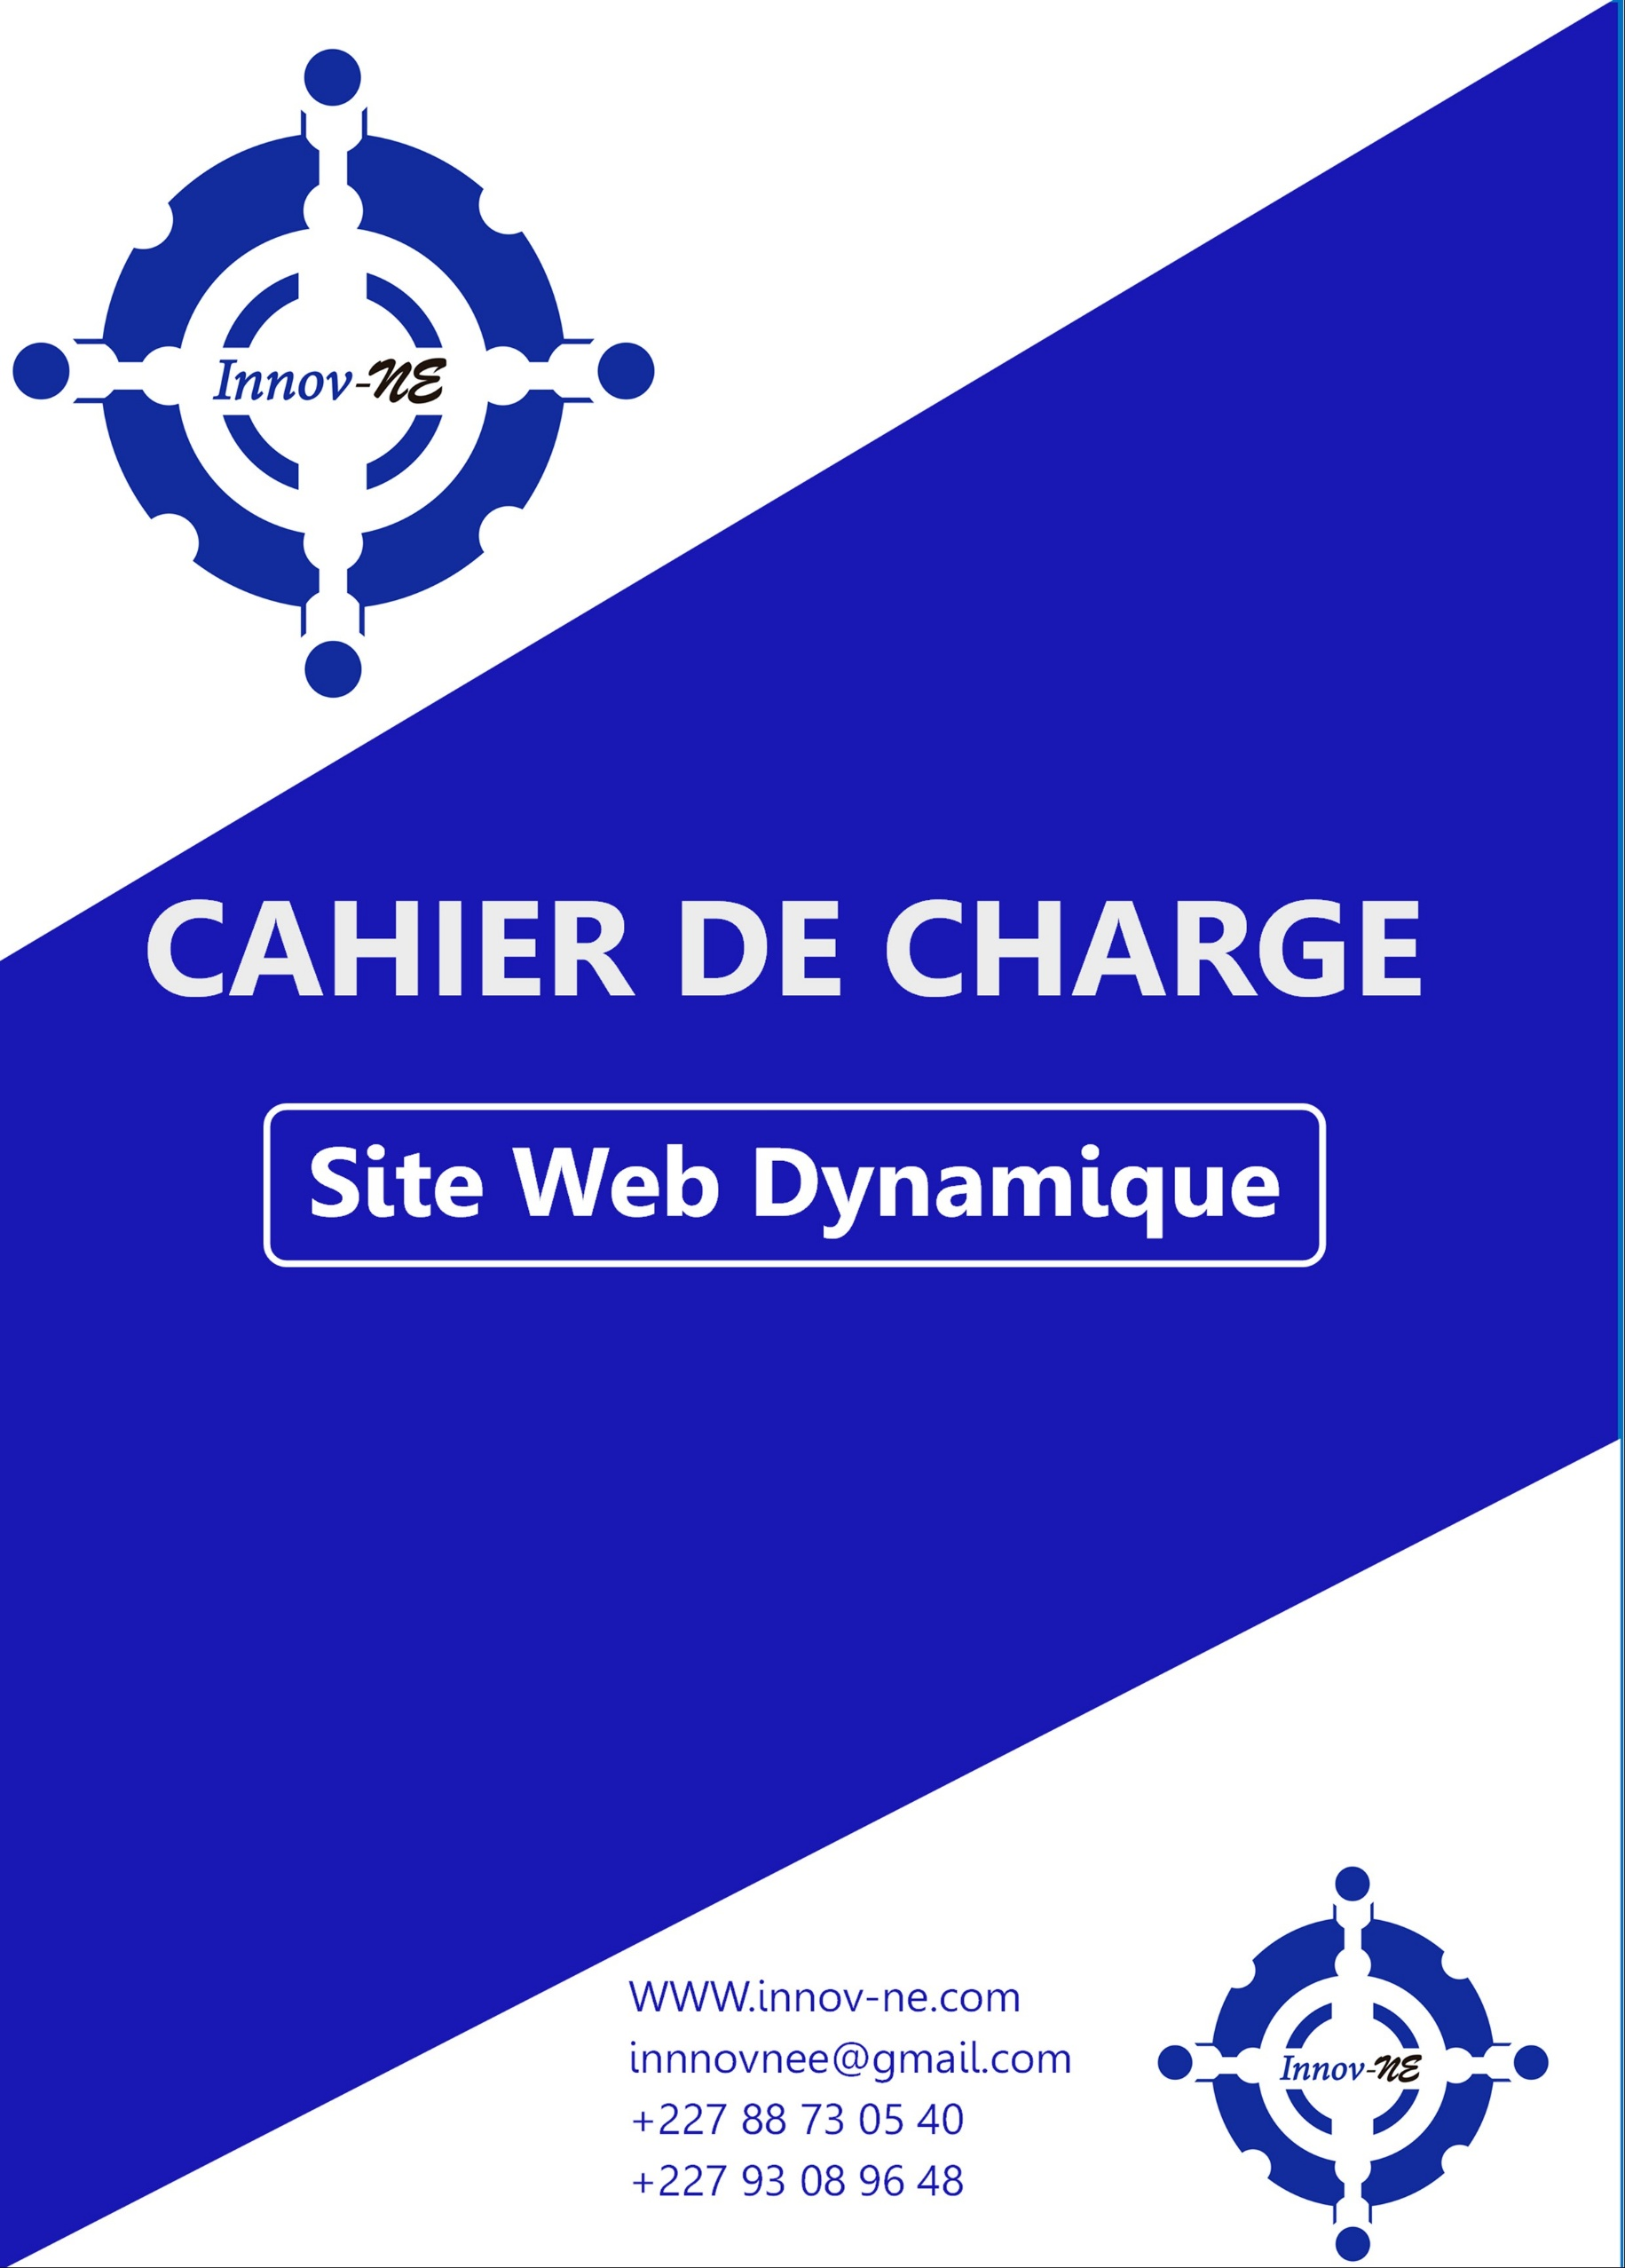 Innov-NE
CAHIER DE CHARGE
Site Web Dynamique
WWW.innov-ne.com
innnovnee@gmail.com
+227 88 73 05 40
+227 93 08 96 48
Innov-NE